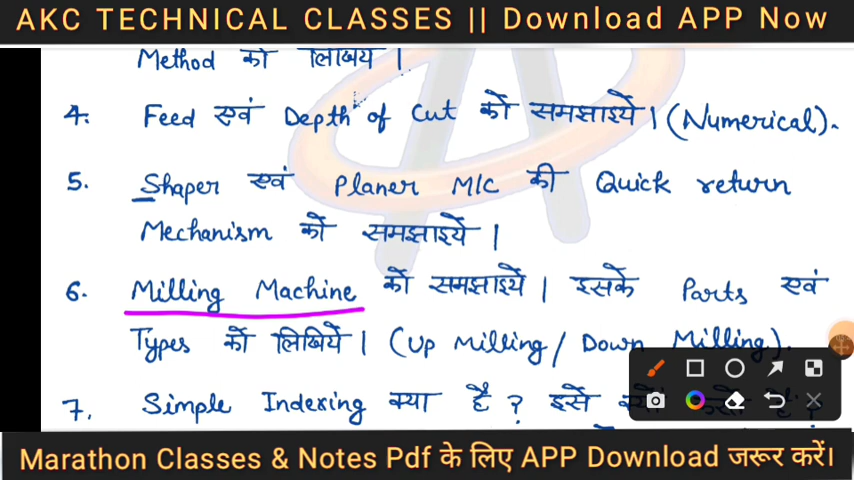 AKC TECHNICAL CLASSES || Download APP Now
Method को लिखिये |
4. Feed एवं Depth of Cut को समझाइये | (Numerical).
5. Shaper एवं Planer M/C की Quick return
Mechanism को समझाइये |
6. Milling Machine को समझाइये | इसके Parts एवं
Types को लिखिये | (Up Milling / Down Milling).
7. Simple Indexing क्या है ? इसे
Marathon Classes & Notes Pdf के लिए APP Download जरूर करें।